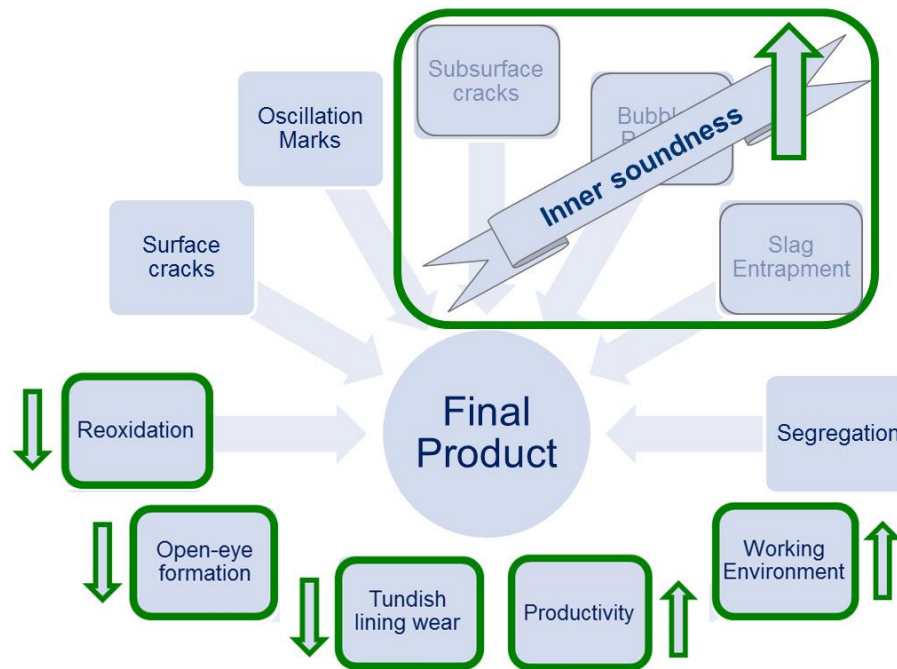 Subsurface
cracks
Oscillation
Marks
Inner soundness
Surface
cracks
Slag
Entrapment
Final
Product
Reoxidation
Segregation
Open-eye
formation
Tundish
lining wear
Productivity
Working
Environment